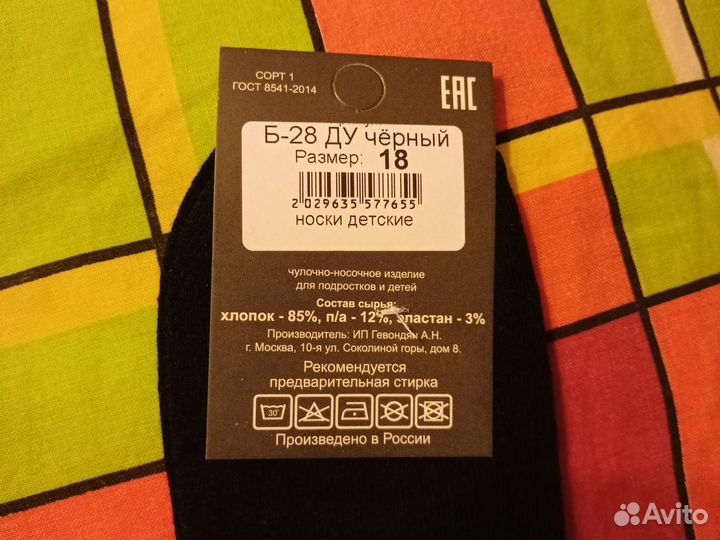 СОРТ 1
ГОСТ 8541-2014
EAC
Б-28 ДУ чёрный
Размер: 18
2 029635 577655
носки детские
чулочно-носочное изделие
для подростков и детей
Состав сырья:
хлопок - 85%, п/а - 12%, эластан - 3%
Производитель: ИП Гевондян А.Н.
г. Москва, 10-я ул. Соколиной горы, дом 8.
Рекомендуется
предварительная стирка
30°
Произведено в России
Avito